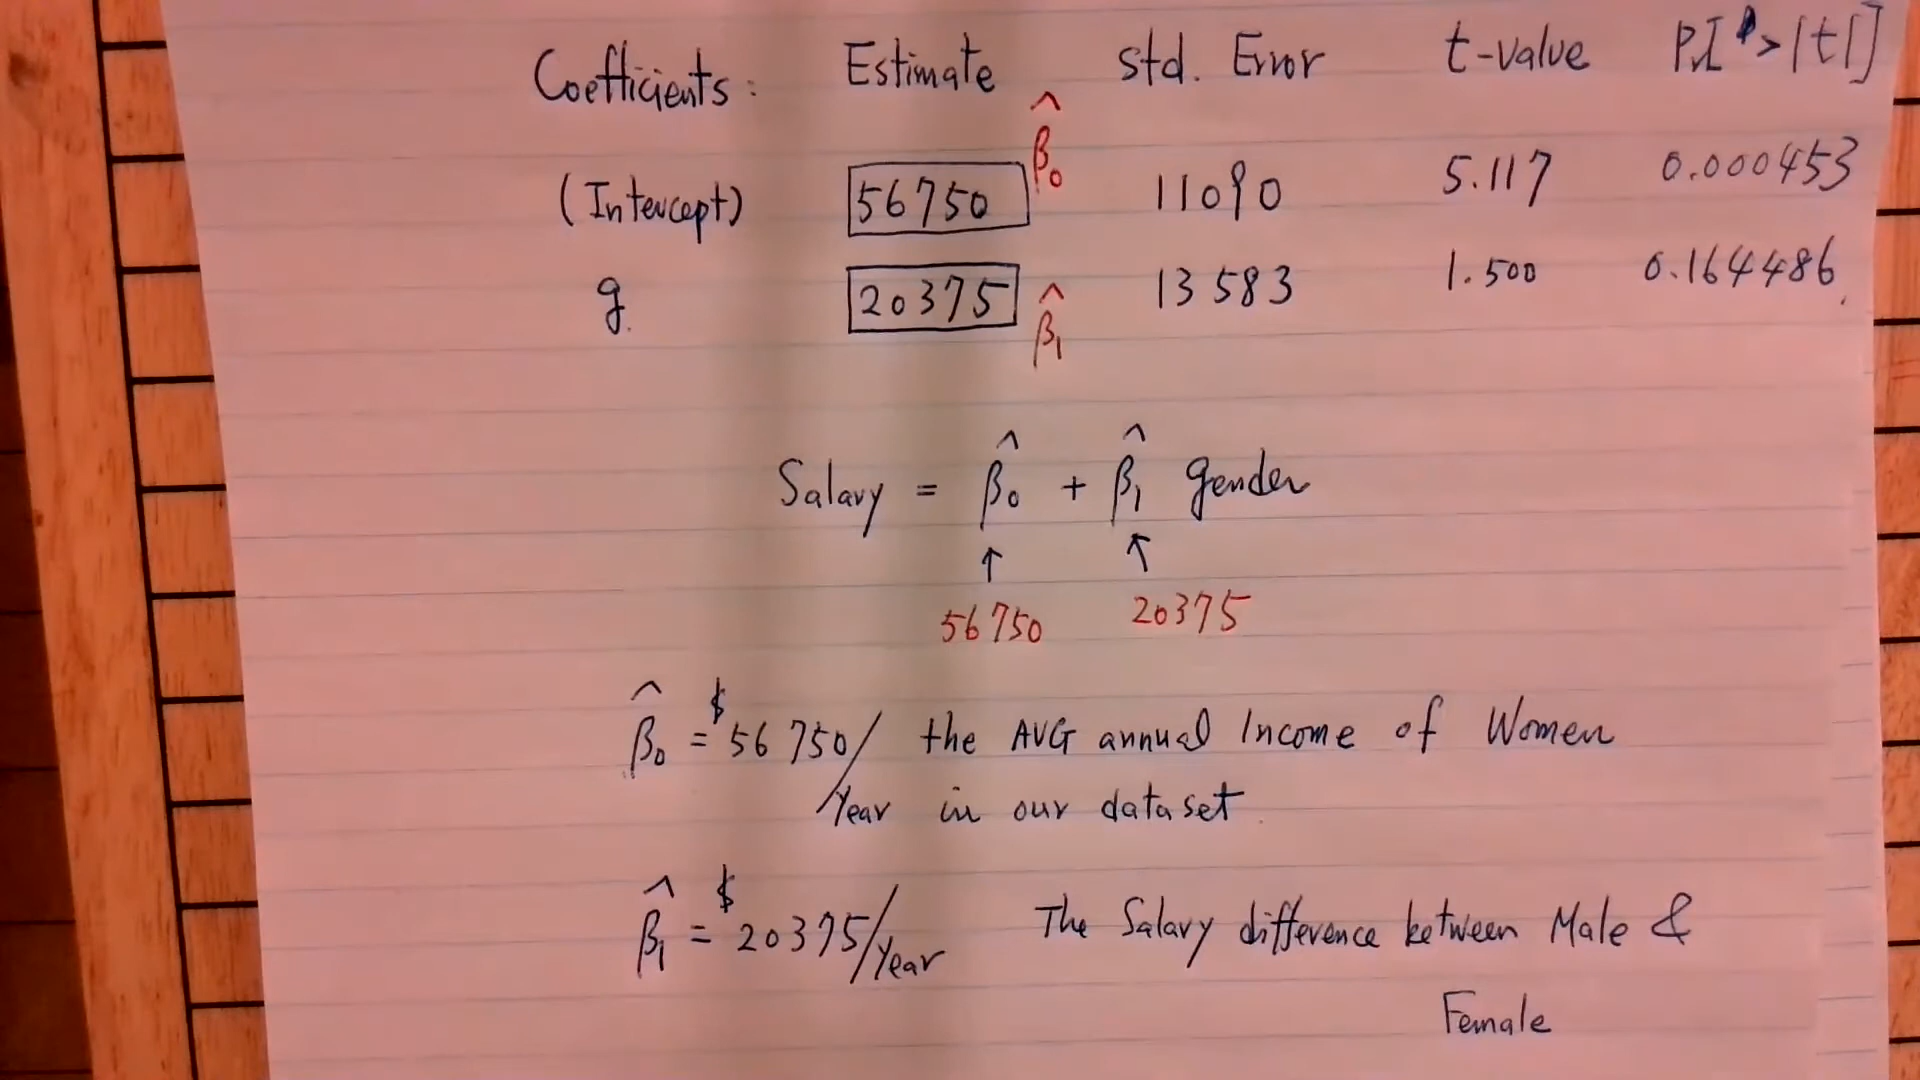 Coefficients: Estimate Std. Error t-value Pr[ >|t|]
(Intercept) 56750 β̂₀ 11090 5.117 0.000453
g. 20375 β̂₁ 13583 1.500 0.164486
Salary = β̂₀ + β̂₁ gender
↑ ↑
56750 20375
β̂₀ = $56750/ the AVG annual Income of Women
/Year in our dataset
β̂₁ = $20375/Year The Salary difference between Male &
Female